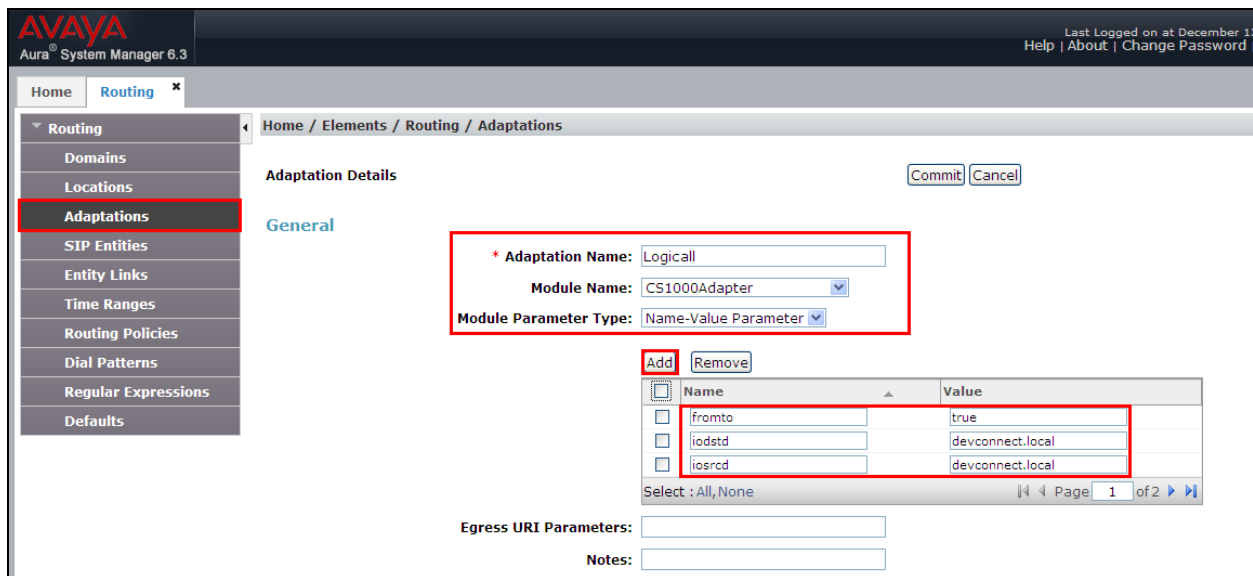 AVAYA
Aura® System Manager 6.3
Last Logged on at December 13
Help | About | Change Password |
Home
Routing ×
Routing
Domains
Locations
Adaptations
SIP Entities
Entity Links
Time Ranges
Routing Policies
Dial Patterns
Regular Expressions
Defaults
Home / Elements / Routing / Adaptations
Adaptation Details
Commit Cancel
General
* Adaptation Name: Logicall
Module Name: CS1000Adapter
Module Parameter Type: Name-Value Parameter
Add Remove
Name Value
fromto true
iodstd devconnect.local
iosrcd devconnect.local
Select : All, None Page 1 of 2
Egress URI Parameters:
Notes: